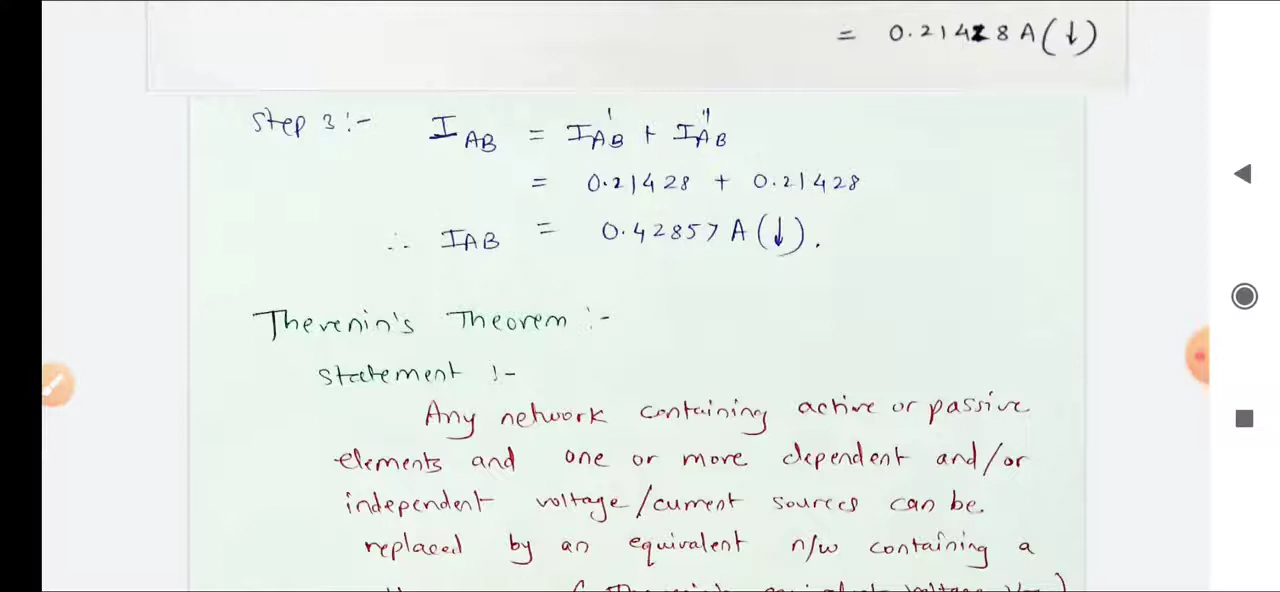 = 0.21428 A (↓)
Step 3 :- I_AB = I'_AB + I''_AB
= 0.21428 + 0.21428
∴ I_AB = 0.42857 A (↓).
Thevenin's Theorem :-
Statement :-
Any network containing active or passive
elements and one or more dependent and/or
independent voltage/current sources can be
replaced by an equivalent n/w containing a